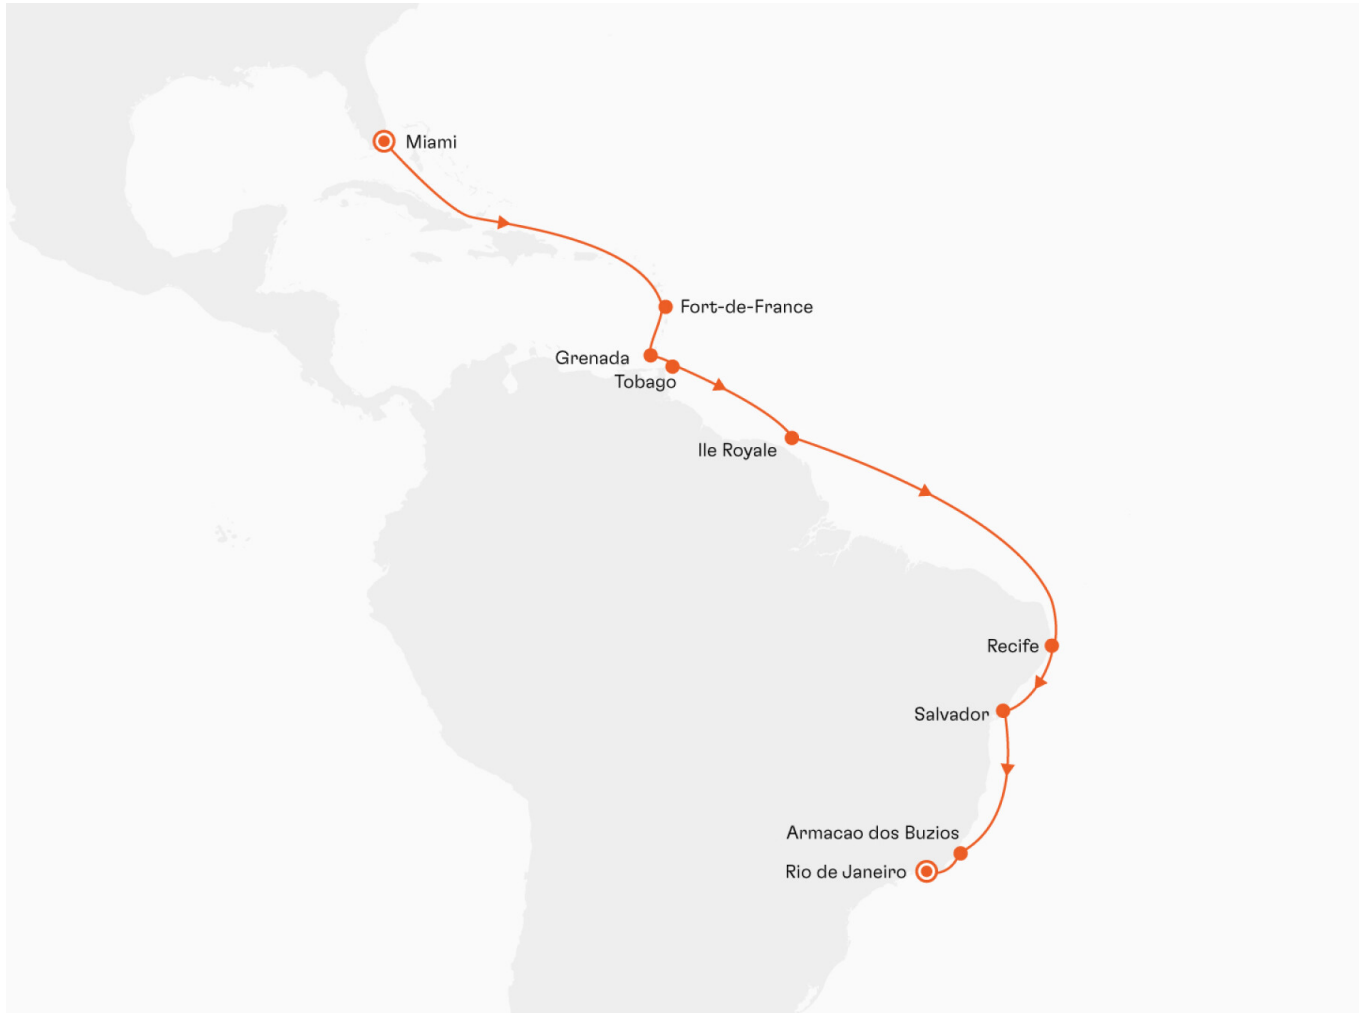 Miami
Fort-de-France
Grenada
Tobago
Ile Royale
Recife
Salvador
Armacao dos Buzios
Rio de Janeiro